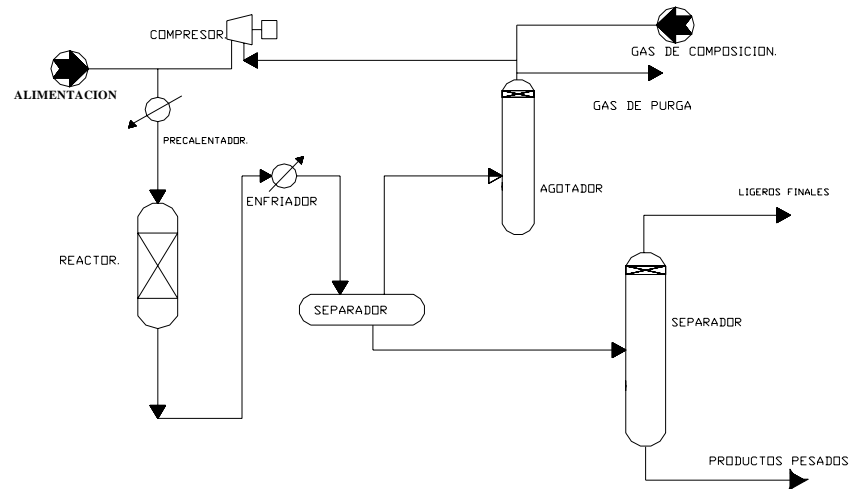 COMPRESOR.
GAS DE COMPOSICION.
ALIMENTACION
GAS DE PURGA
PRECALENTADOR.
AGOTADOR
LIGEROS FINALES
ENFRIADOR
REACTOR.
SEPARADOR
SEPARADOR
PRODUCTOS PESADOS